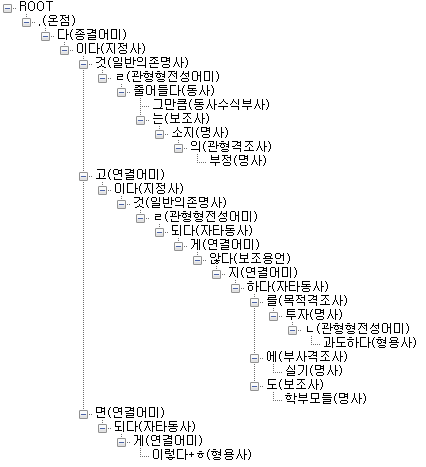 ROOT
.(온점)
다(종결어미)
이다(지정사)
것(일반의존명사)
ㄹ(관형형전성어미)
줄어들다(동사)
그만큼(동사수식부사)
는(보조사)
소지(명사)
의(관형격조사)
부정(명사)
고(연결어미)
이다(지정사)
것(일반의존명사)
ㄹ(관형형전성어미)
되다(자타동사)
게(연결어미)
않다(보조용언)
지(연결어미)
하다(자타동사)
를(목적격조사)
투자(명사)
ㄴ(관형형전성어미)
과도하다(형용사)
에(부사격조사)
실기(명사)
도(보조사)
학부모들(명사)
면(연결어미)
되다(자타동사)
게(연결어미)
이렇다+ㅎ(형용사)